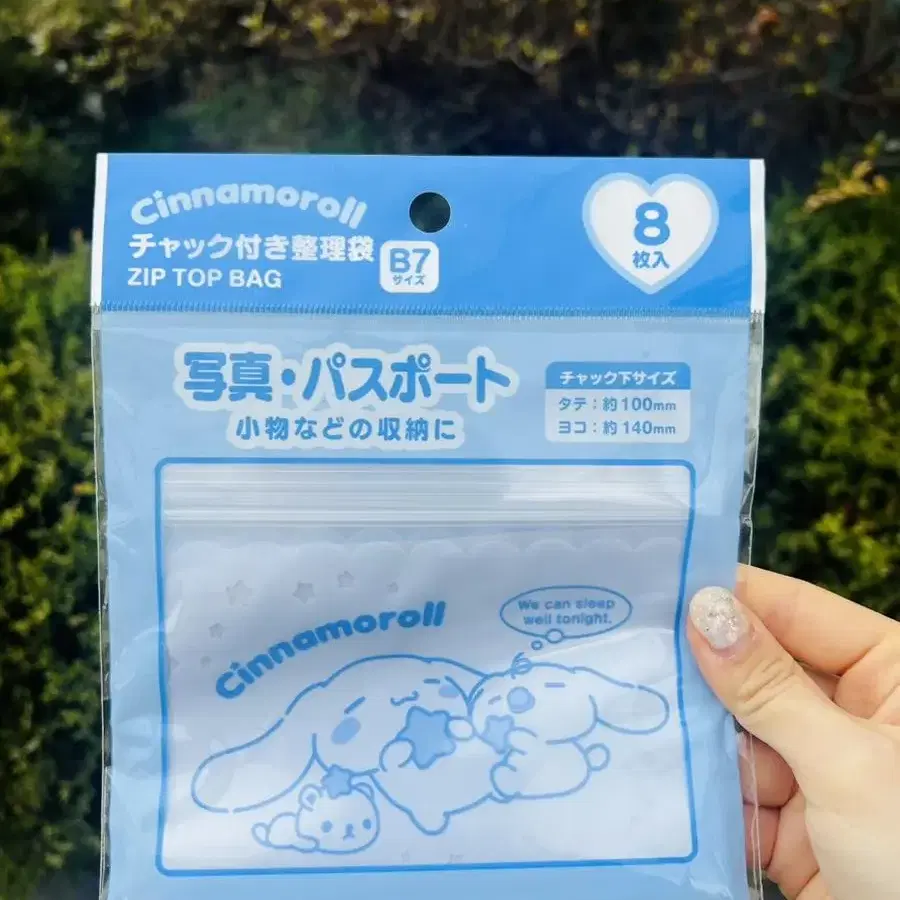 Cinnamoroll
チャック付き整理袋
ZIP TOP BAG
B7
サイズ
8
枚入
写真・パスポート
小物などの収納に
チャック下サイズ
タテ：約100mm
ヨコ：約140mm
Cinnamoroll
We can sleep
well tonight.